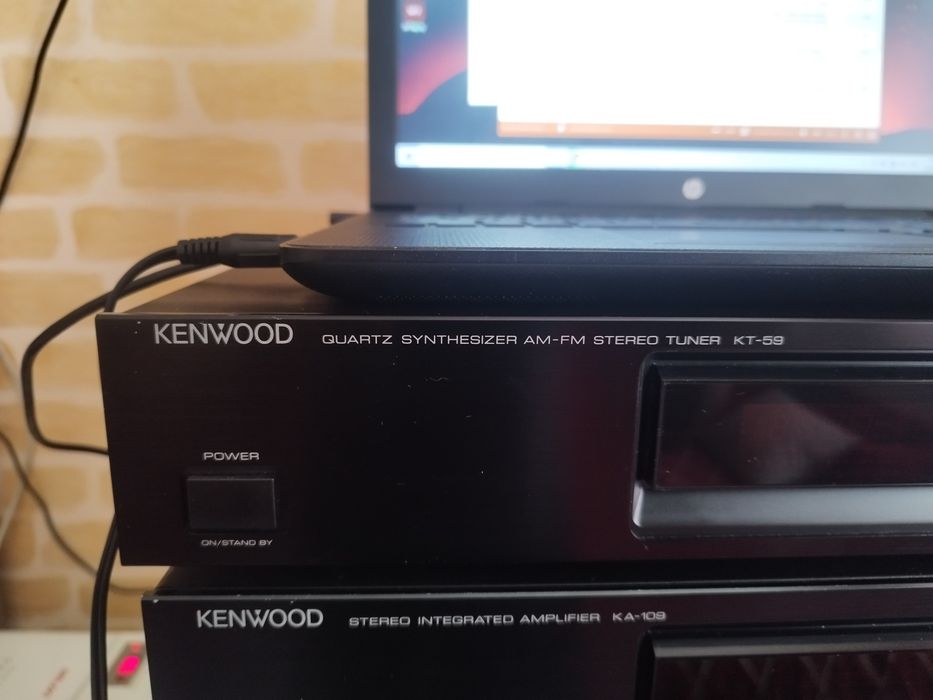 hp
KENWOOD QUARTZ SYNTHESIZER AM-FM STEREO TUNER KT-59
POWER
ON/STAND BY
KENWOOD STEREO INTEGRATED AMPLIFIER KA-109